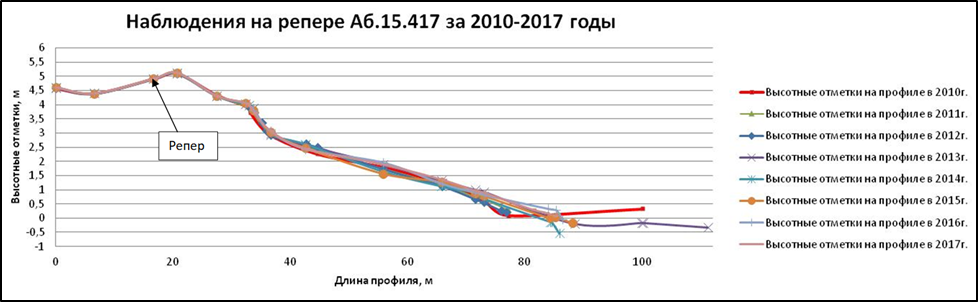 Наблюдения на репере Аб.15.417 за 2010-2017 годы
Высотные отметки, м
6
5,5
5
4,5
4
3,5
3
2,5
2
1,5
1
0,5
0
-0,5
-1
Репер
0
20
40
60
80
100
Длина профиля, м
Высотные отметки на профиле в 2010г.
Высотные отметки на профиле в 2011г.
Высотные отметки на профиле в 2012г.
Высотные отметки на профиле в 2013г.
Высотные отметки на профиле в 2014г.
Высотные отметки на профиле в 2015г.
Высотные отметки на профиле в 2016г.
Высотные отметки на профиле в 2017г.